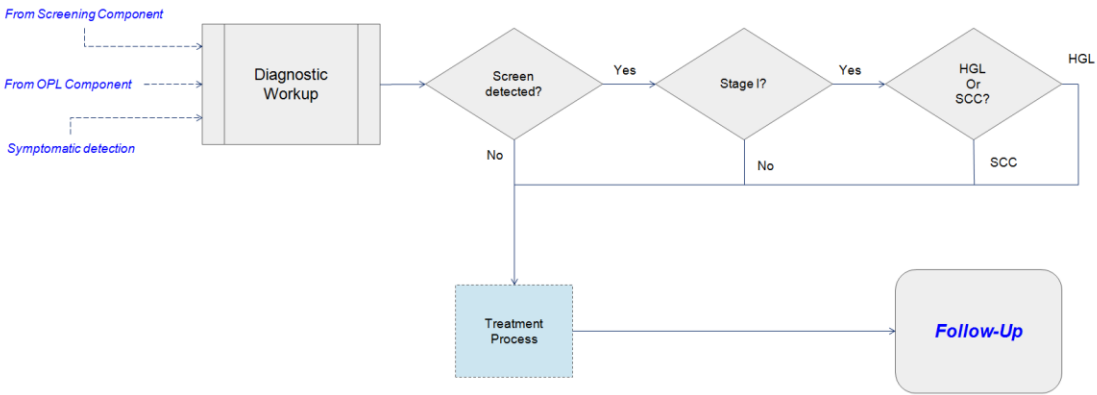 From Screening Component
From OPL Component
Symptomatic detection
Diagnostic
Workup
Screen
detected?
Yes
No
Stage I?
Yes
No
HGL
Or
SCC?
HGL
SCC
Treatment
Process
Follow-Up